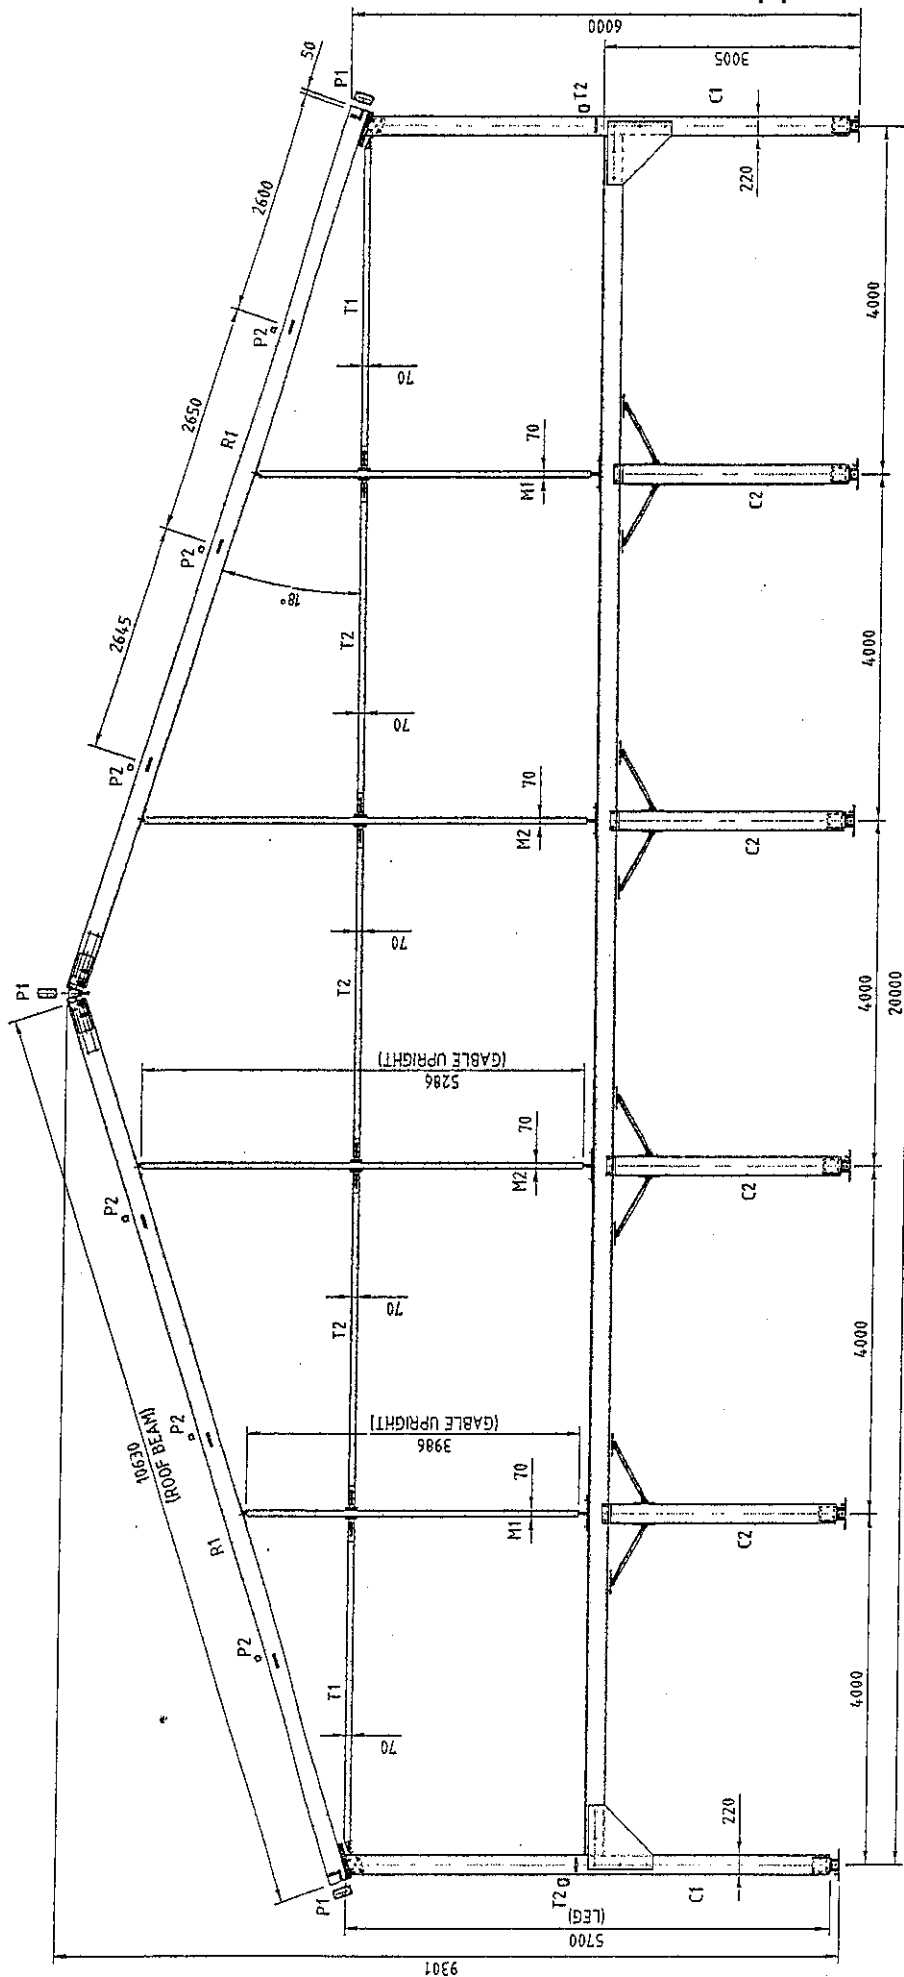 9301
5700
(LEG)
P1
P1
P1
10630
(ROOF BEAM)
R1
P2
P2
P2
P2
P2
P2
R1
2645
2650
2600
50
6000
3005
18°
T1
T2
T2
T2
T1
70
70
70
70
70
3986
(GABLE UPRIGHT)
5286
(GABLE UPRIGHT)
M1
70
M2
70
M2
70
M1
70
T2
T2
C1
220
C2
C2
C2
C2
220
C1
4000
4000
4000
4000
4000
20000